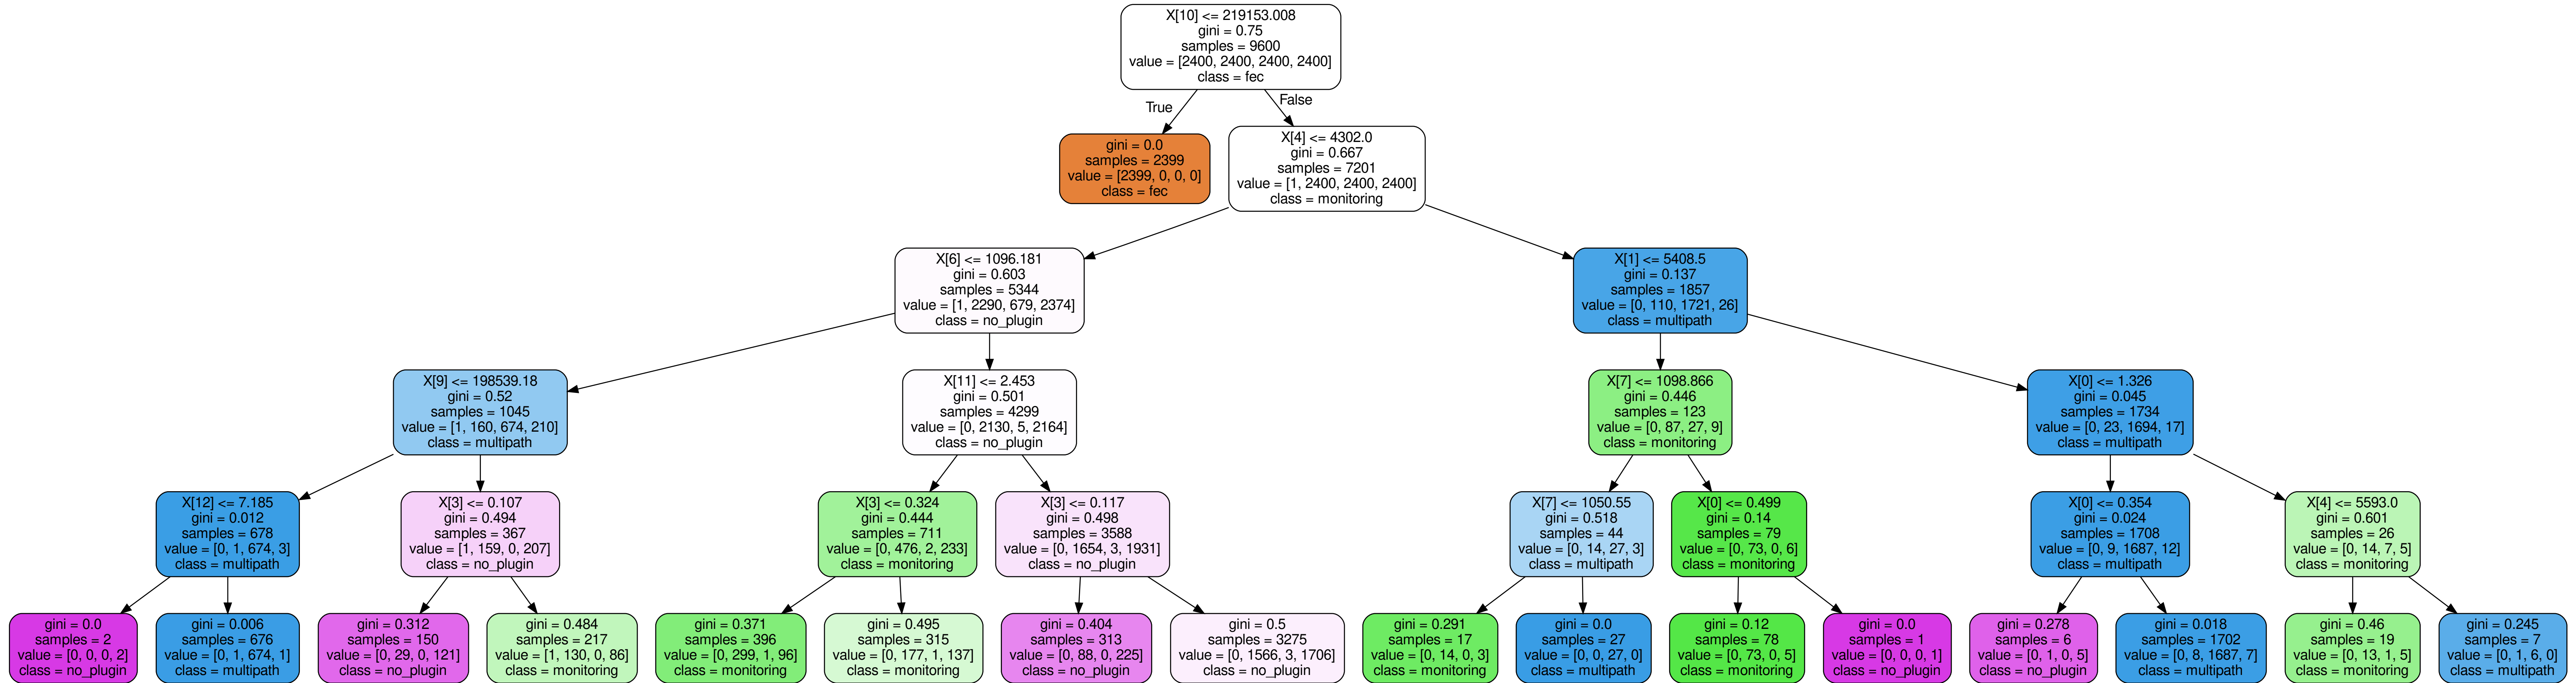 X[10] <= 219153.008
gini = 0.75
samples = 9600
value = [2400, 2400, 2400, 2400]
class = fec
True
False
gini = 0.0
samples = 2399
value = [2399, 0, 0, 0]
class = fec
X[4] <= 4302.0
gini = 0.667
samples = 7201
value = [1, 2400, 2400, 2400]
class = monitoring
X[6] <= 1096.181
gini = 0.603
samples = 5344
value = [1, 2290, 679, 2374]
class = no_plugin
X[1] <= 5408.5
gini = 0.137
samples = 1857
value = [0, 110, 1721, 26]
class = multipath
X[9] <= 198539.18
gini = 0.52
samples = 1045
value = [1, 160, 674, 210]
class = multipath
X[11] <= 2.453
gini = 0.501
samples = 4299
value = [0, 2130, 5, 2164]
class = no_plugin
X[7] <= 1098.866
gini = 0.446
samples = 123
value = [0, 87, 27, 9]
class = monitoring
X[0] <= 1.326
gini = 0.045
samples = 1734
value = [0, 23, 1694, 17]
class = multipath
X[12] <= 7.185
gini = 0.012
samples = 678
value = [0, 1, 674, 3]
class = multipath
X[3] <= 0.107
gini = 0.494
samples = 367
value = [1, 159, 0, 207]
class = no_plugin
X[3] <= 0.324
gini = 0.444
samples = 711
value = [0, 476, 2, 233]
class = monitoring
X[3] <= 0.117
gini = 0.498
samples = 3588
value = [0, 1654, 3, 1931]
class = no_plugin
X[7] <= 1050.55
gini = 0.518
samples = 44
value = [0, 14, 27, 3]
class = multipath
X[0] <= 0.499
gini = 0.14
samples = 79
value = [0, 73, 0, 6]
class = monitoring
X[0] <= 0.354
gini = 0.024
samples = 1708
value = [0, 9, 1687, 12]
class = multipath
X[4] <= 5593.0
gini = 0.601
samples = 26
value = [0, 14, 7, 5]
class = monitoring
gini = 0.0
samples = 2
value = [0, 0, 0, 2]
class = no_plugin
gini = 0.006
samples = 676
value = [0, 1, 674, 1]
class = multipath
gini = 0.312
samples = 150
value = [0, 29, 0, 121]
class = no_plugin
gini = 0.484
samples = 217
value = [1, 130, 0, 86]
class = monitoring
gini = 0.371
samples = 396
value = [0, 299, 1, 96]
class = monitoring
gini = 0.495
samples = 315
value = [0, 177, 1, 137]
class = monitoring
gini = 0.404
samples = 313
value = [0, 88, 0, 225]
class = no_plugin
gini = 0.5
samples = 3275
value = [0, 1566, 3, 1706]
class = no_plugin
gini = 0.291
samples = 17
value = [0, 14, 0, 3]
class = monitoring
gini = 0.0
samples = 27
value = [0, 0, 27, 0]
class = multipath
gini = 0.12
samples = 78
value = [0, 73, 0, 5]
class = monitoring
gini = 0.0
samples = 1
value = [0, 0, 0, 1]
class = no_plugin
gini = 0.278
samples = 6
value = [0, 1, 0, 5]
class = no_plugin
gini = 0.018
samples = 1702
value = [0, 8, 1687, 7]
class = multipath
gini = 0.46
samples = 19
value = [0, 13, 1, 5]
class = monitoring
gini = 0.245
samples = 7
value = [0, 1, 6, 0]
class = multipath